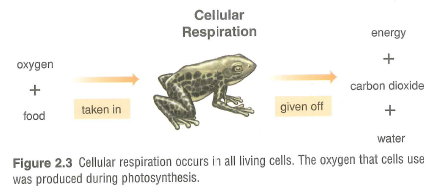 Cellular
Respiration
oxygen
+
food
taken in
given off
energy
+
carbon dioxide
+
water
Figure 2.3 Cellular respiration occurs in all living cells. The oxygen that cells use
was produced during photosynthesis.